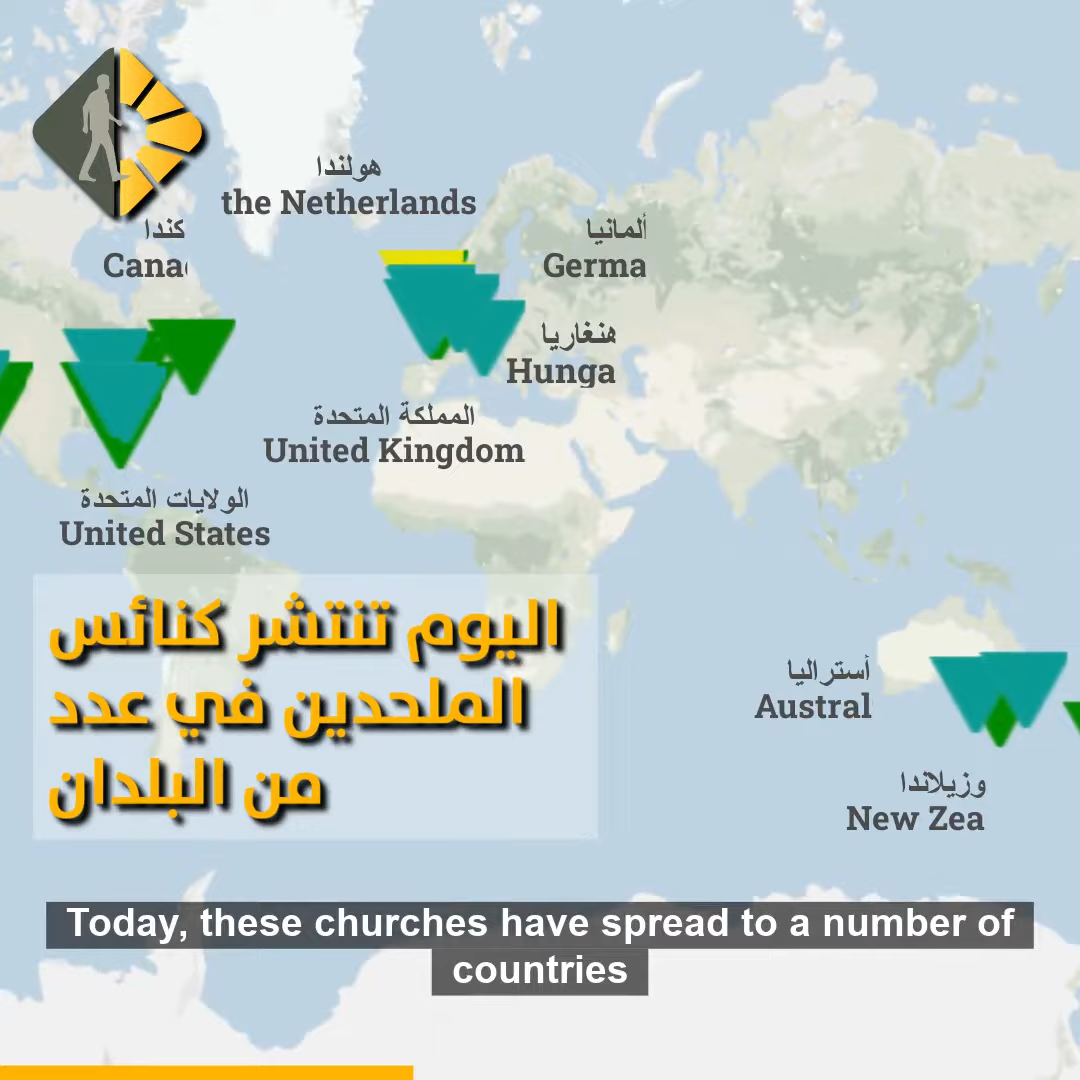 هولندا
the Netherlands
كندا
Cana
ألمانيا
Germa
هنغاريا
Hunga
المملكة المتحدة
United Kingdom
الولايات المتحدة
United States
اليوم تنتشر كنائس
الملحدين في عدد
من البلدان
أستراليا
Austral
وزيلاندا
New Zea
Today, these churches have spread to a number of
countries